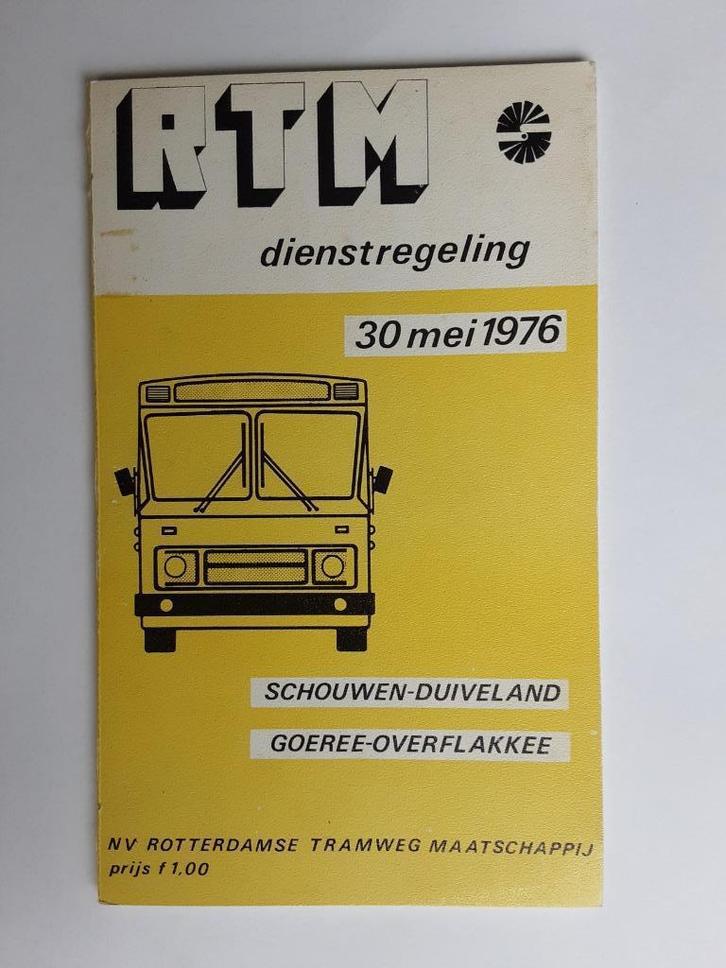 RTM
dienstregeling
30 mei 1976
SCHOUWEN-DUIVELAND
GOEREE-OVERFLAKKEE
NV ROTTERDAMSE TRAMWEG MAATSCHAPPIJ
prijs f 1,00